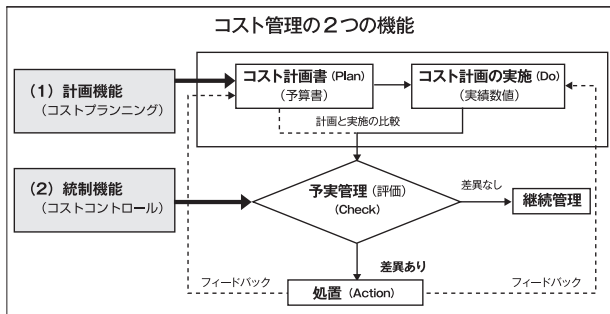 コスト管理の２つの機能
（1）計画機能
（コストプランニング）
コスト計画書（Plan）
（予算書）
コスト計画の実施（Do）
（実績数値）
計画と実施の比較
（2）統制機能
（コストコントロール）
予実管理（評価）
（Check）
差異なし
継続管理
差異あり
フィードバック
処置（Action）
フィードバック